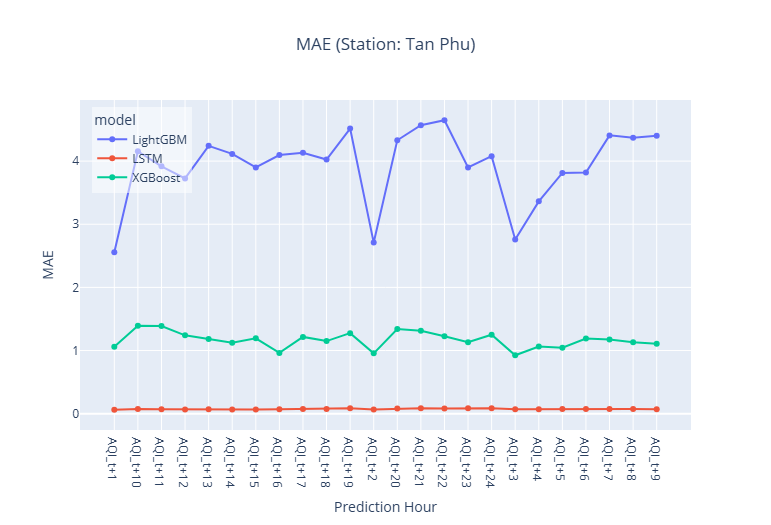 MAE (Station: Tan Phu)
model
LightGBM
LSTM
XGBoost
MAE
4
3
2
1
0
AQI_t+1
AQI_t+10
AQI_t+11
AQI_t+12
AQI_t+13
AQI_t+14
AQI_t+15
AQI_t+16
AQI_t+17
AQI_t+18
AQI_t+19
AQI_t+2
AQI_t+20
AQI_t+21
AQI_t+22
AQI_t+23
AQI_t+24
AQI_t+3
AQI_t+4
AQI_t+5
AQI_t+6
AQI_t+7
AQI_t+8
AQI_t+9
Prediction Hour